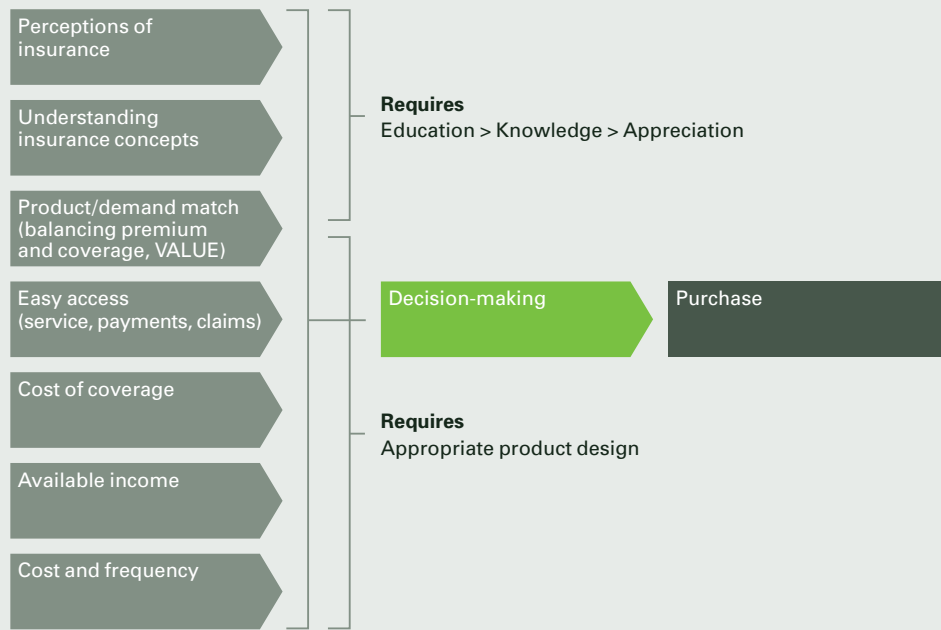 Perceptions of
insurance
Understanding
insurance concepts
Product/demand match
(balancing premium
and coverage, VALUE)
Easy access
(service, payments, claims)
Cost of coverage
Available income
Cost and frequency
Requires
Education > Knowledge > Appreciation
Decision-making
Purchase
Requires
Appropriate product design